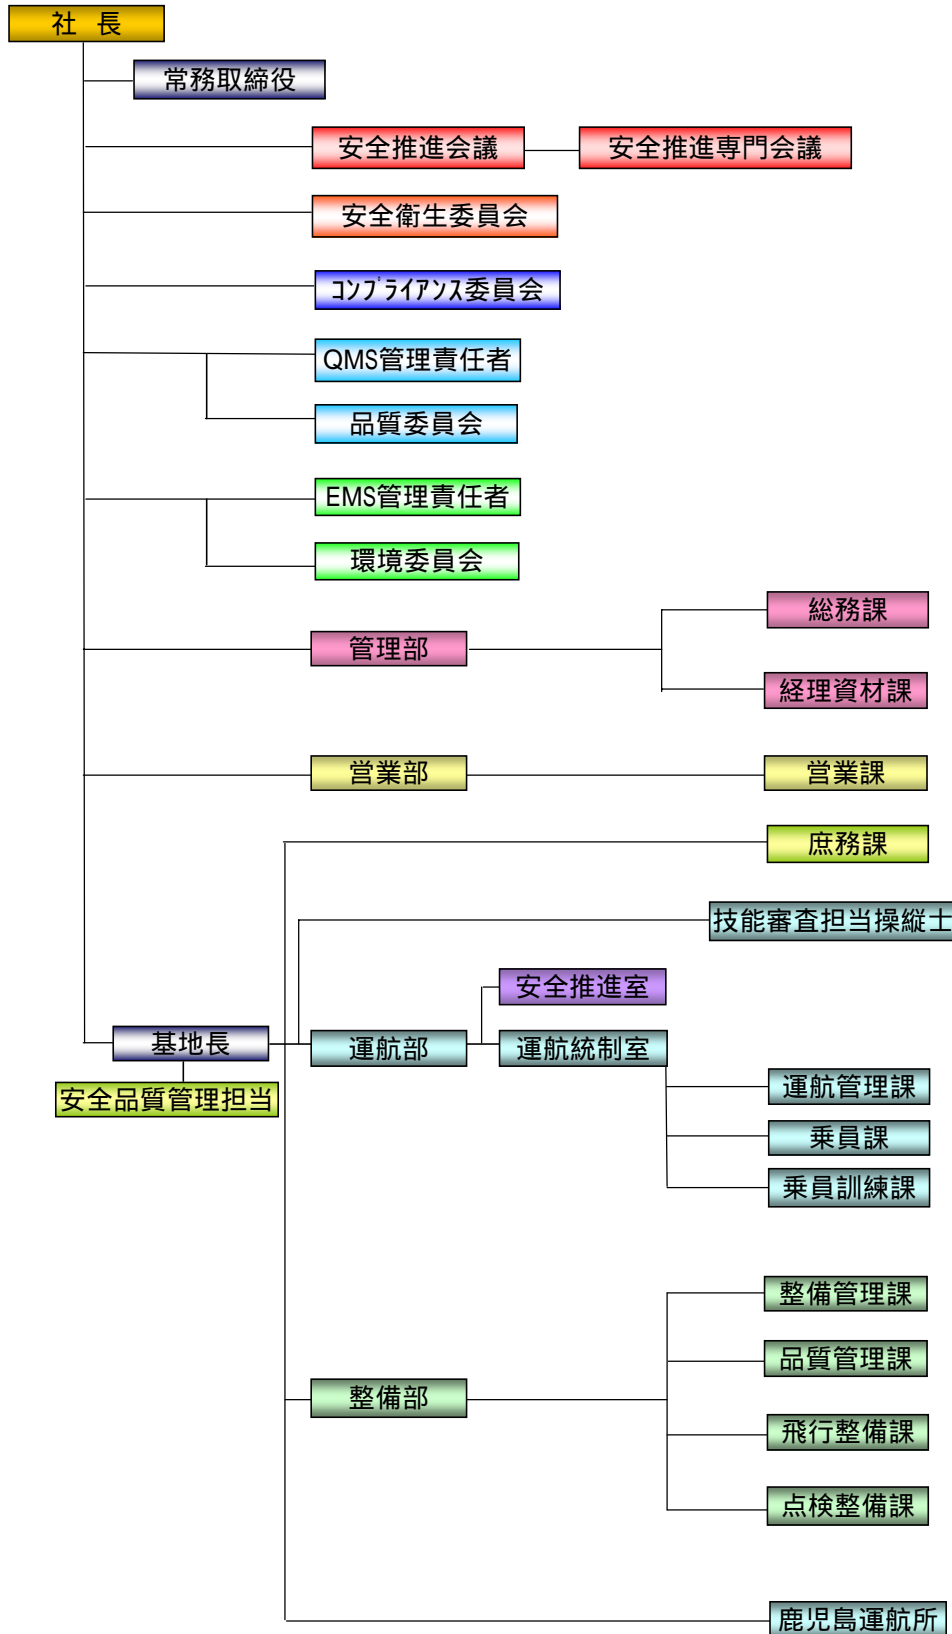 社 長
常務取締役
安全推進会議
安全推進専門会議
安全衛生委員会
ｺﾝﾌﾟﾗｲｱﾝｽ委員会
QMS管理責任者
品質委員会
EMS管理責任者
環境委員会
総務課
管理部
経理資材課
営業部
営業課
庶務課
技能審査担当操縦士
安全推進室
基地長
運航部
運航統制室
安全品質管理担当
運航管理課
乗員課
乗員訓練課
整備管理課
品質管理課
整備部
飛行整備課
点検整備課
鹿児島運航所